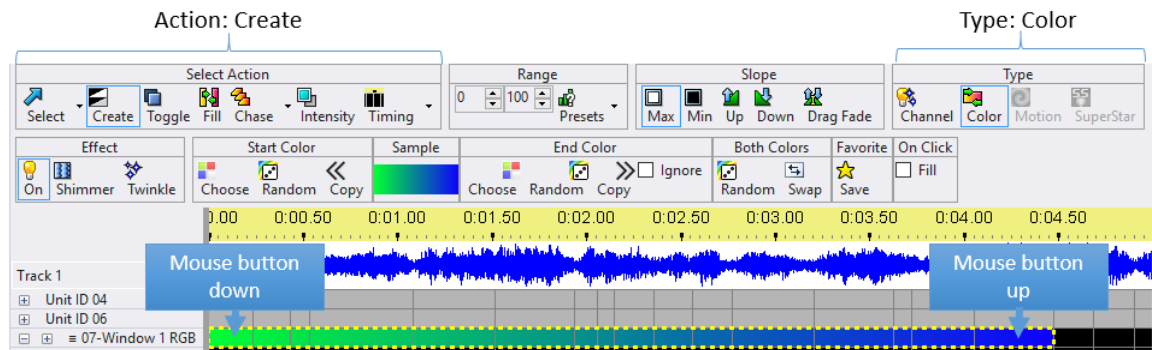 Action: Create
Type: Color
Select Action
Range
Slope
Type
0
100
Select
Create
Toggle
Fill
Chase
Intensity
Timing
Presets
Max
Min
Up
Down
Drag Fade
Channel
Color
Motion
SuperStar
Effect
Start Color
Sample
End Color
Both Colors
Favorite
On Click
Ignore
Fill
On
Shimmer
Twinkle
Choose
Random
Copy
Choose
Random
Copy
Random
Swap
Save
0.00 0:00.50 0:01.00 0:01.50 0:02.00 0:02.50 0:03.00 0:03.50 0:04.00 0:04.50
Track 1
Mouse button
down
Mouse button
up
Unit ID 04
Unit ID 06
07-Window 1 RGB